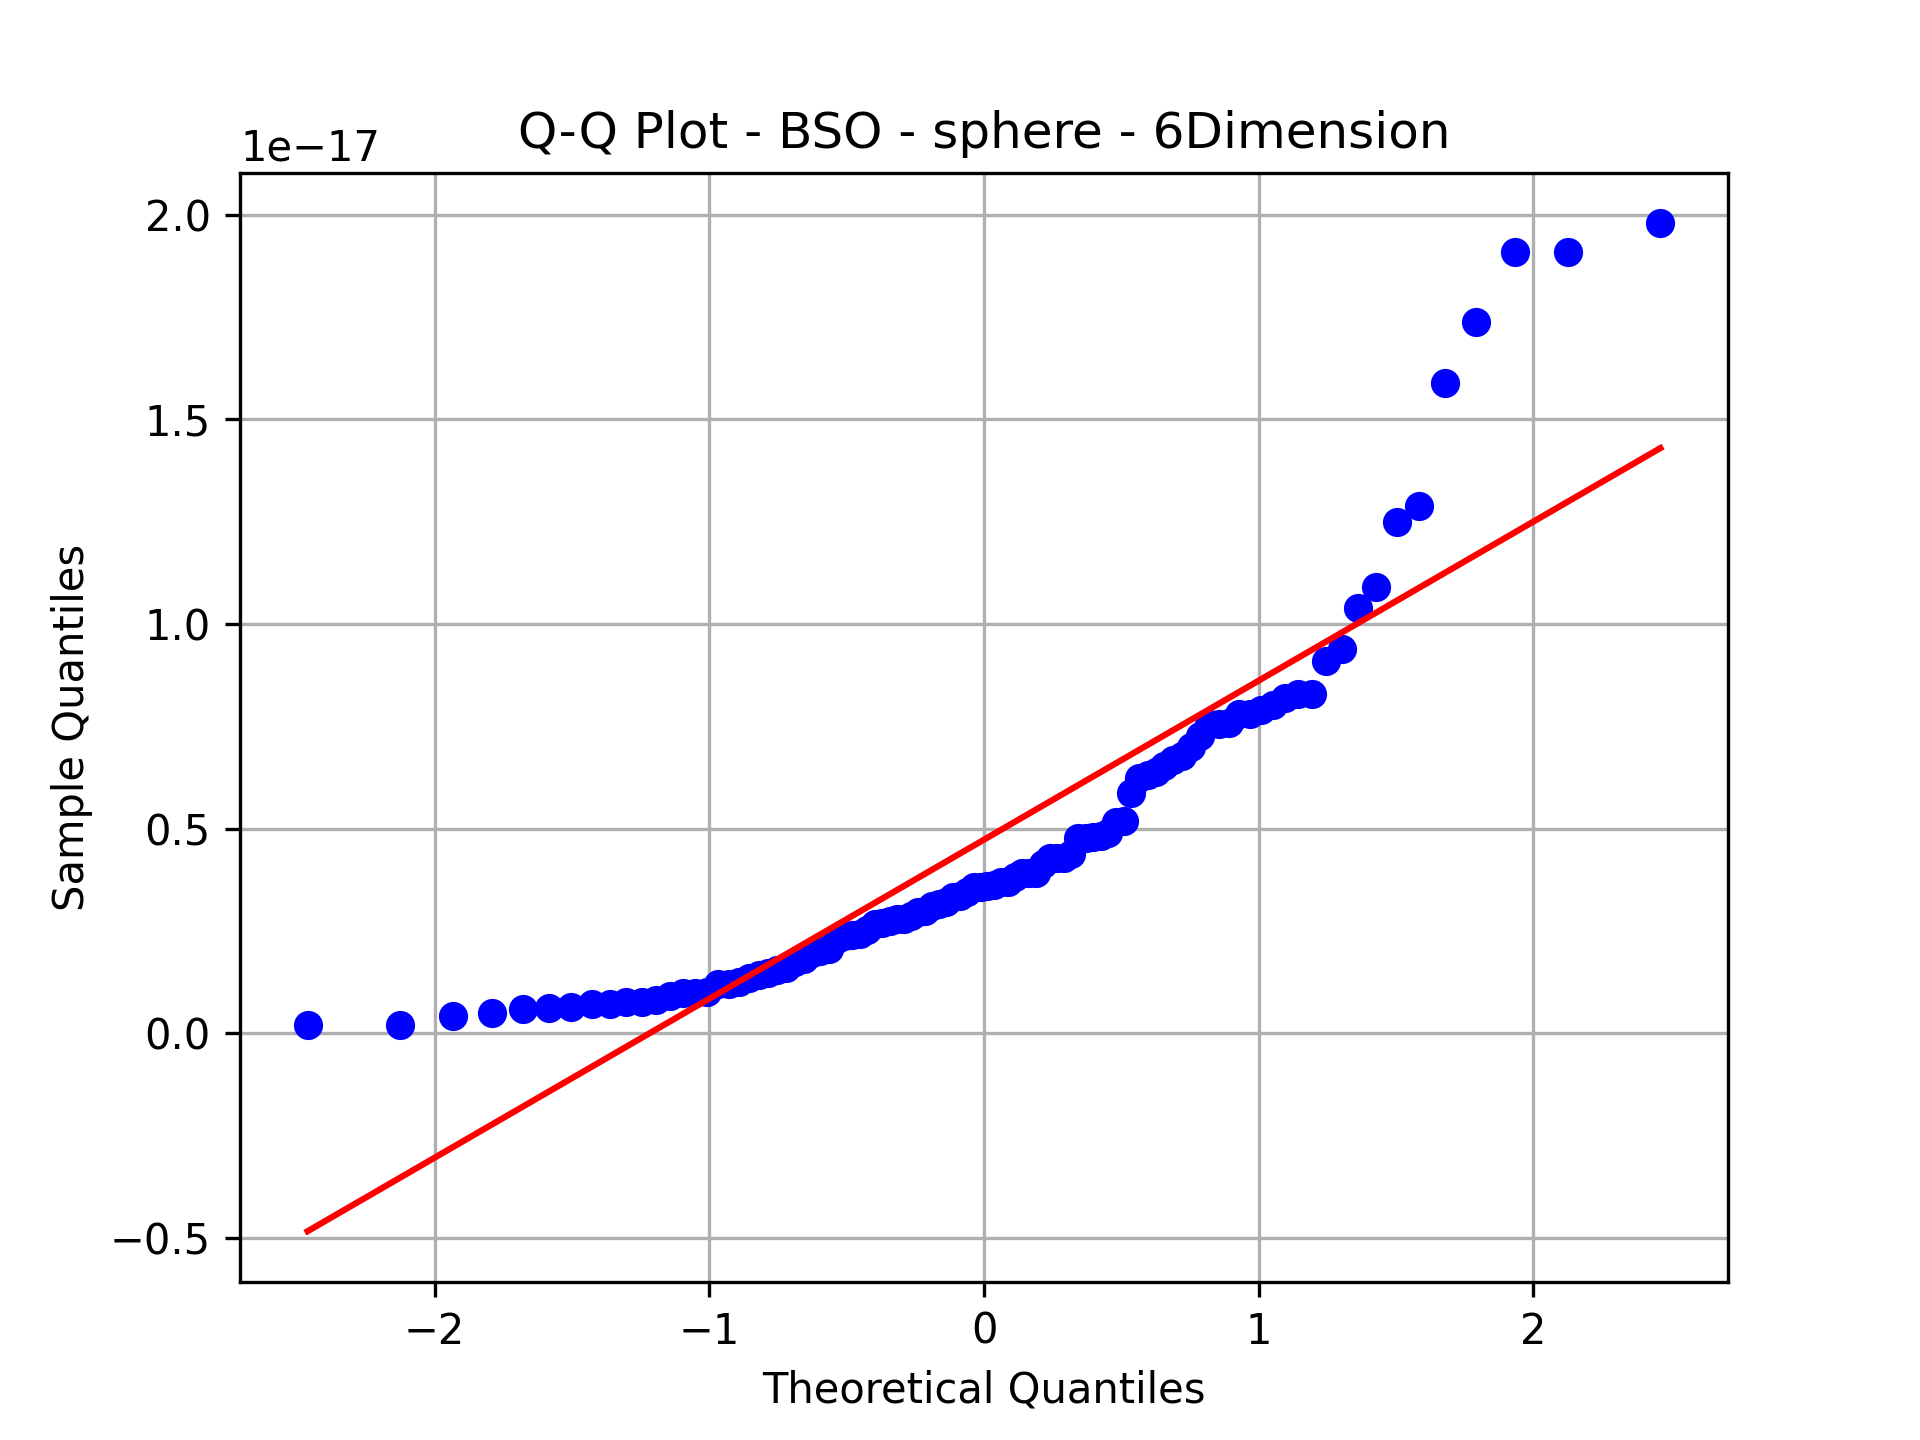 Q-Q Plot - BSO - sphere - 6Dimension
1e−17
2.0
1.5
1.0
0.5
0.0
−0.5
Sample Quantiles
−2 −1 0 1 2
Theoretical Quantiles